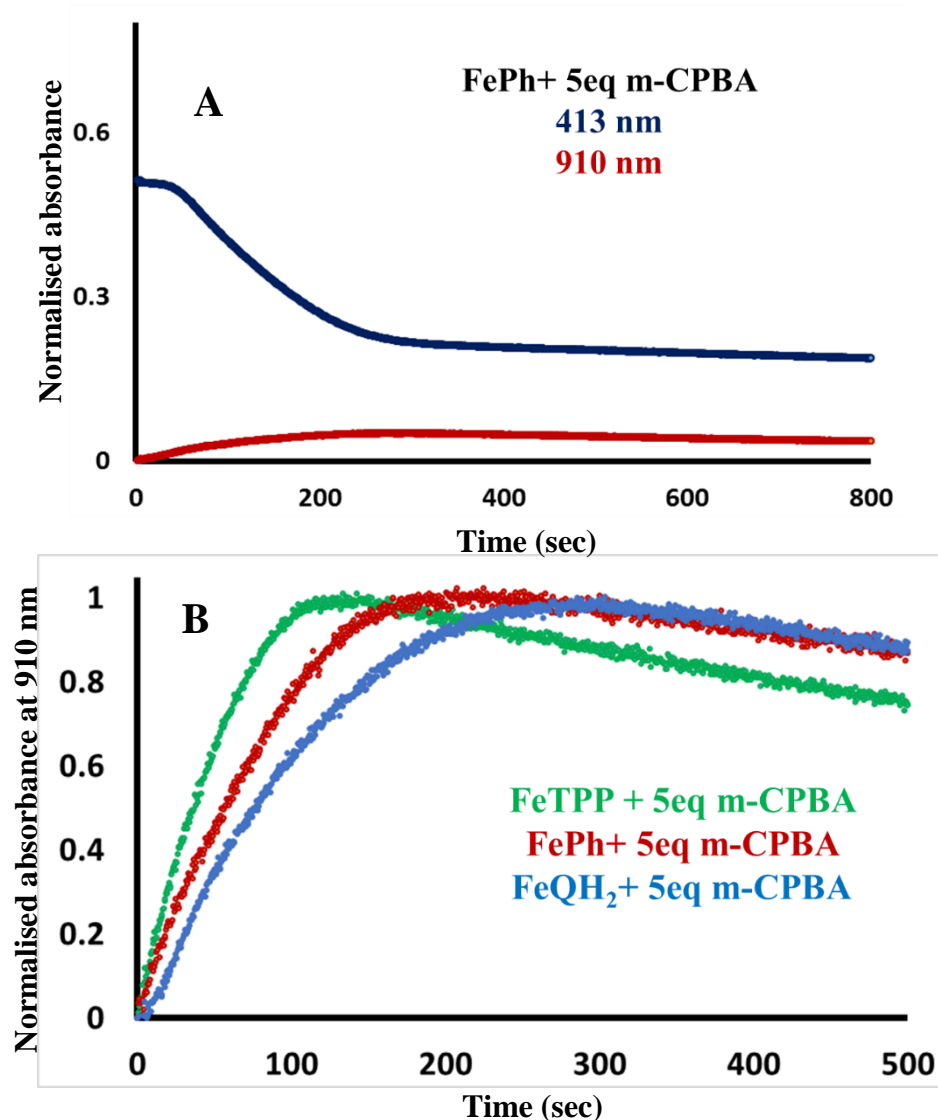 A
FePh+ 5eq m-CPBA
413 nm
910 nm
Normalised absorbance
0.6
0.3
0
0 200 400 600 800
Time (sec)
B
Normalised absorbance at 910 nm
1
0.8
0.6
0.4
0.2
0
FeTPP + 5eq m-CPBA
FePh+ 5eq m-CPBA
FeQH₂+ 5eq m-CPBA
0 100 200 300 400 500
Time (sec)